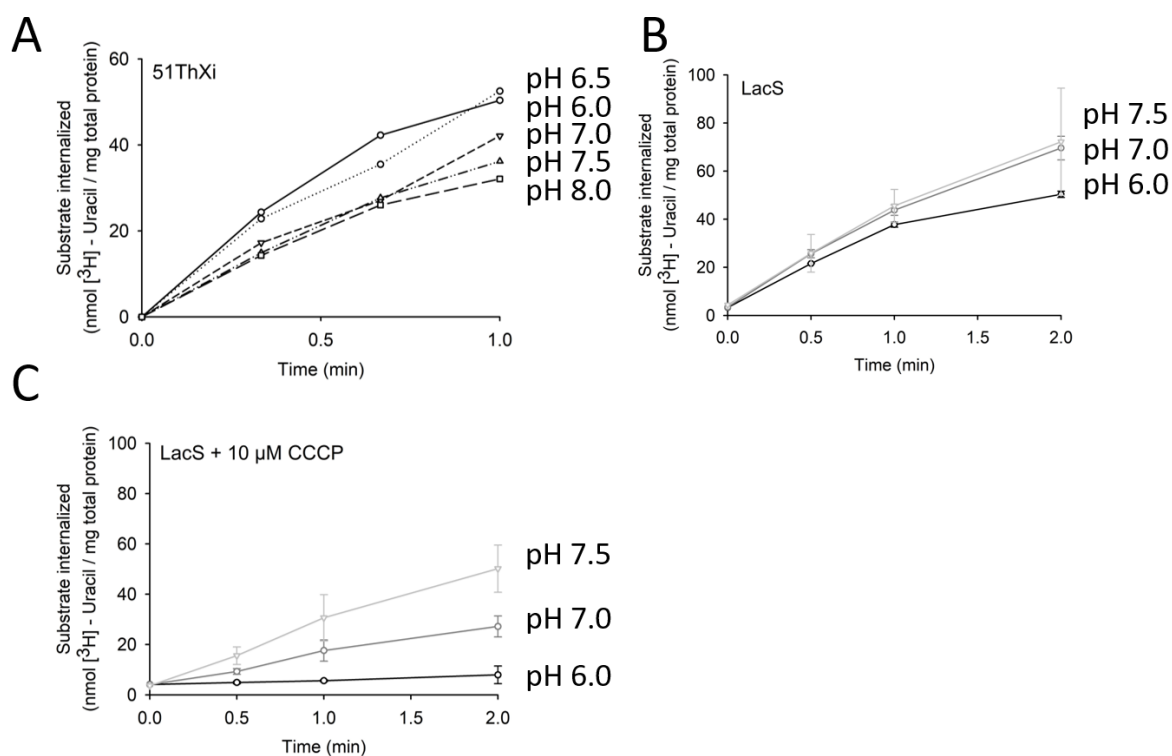 A
51ThXi
Substrate internalized
(nmol [³H] - Uracil / mg total protein)
60
40
20
0
0.0
0.5
1.0
Time (min)
pH 6.5
pH 6.0
pH 7.0
pH 7.5
pH 8.0
B
LacS
Substrate internalized
(nmol [³H] - Uracil / mg total protein)
100
80
60
40
20
0
0.0
0.5
1.0
1.5
2.0
Time (min)
pH 7.5
pH 7.0
pH 6.0
C
LacS + 10 µM CCCP
Substrate internalized
(nmol [³H] - Uracil / mg total protein)
100
80
60
40
20
0
0.0
0.5
1.0
1.5
2.0
Time (min)
pH 7.5
pH 7.0
pH 6.0